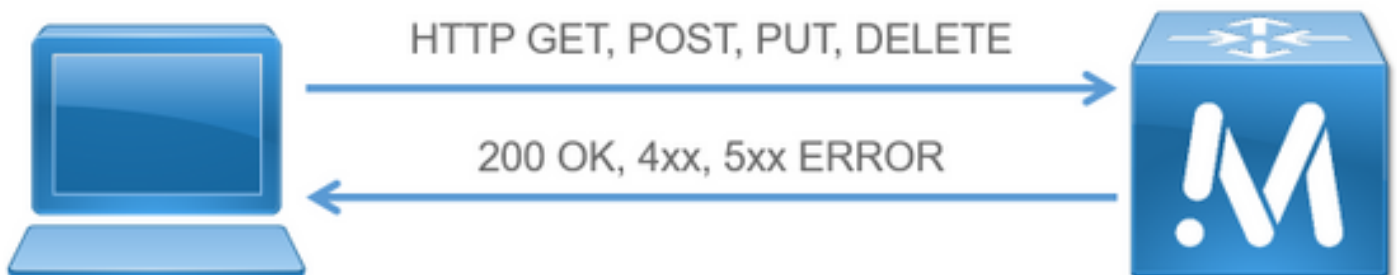 HTTP GET, POST, PUT, DELETE
200 OK, 4xx, 5xx ERROR